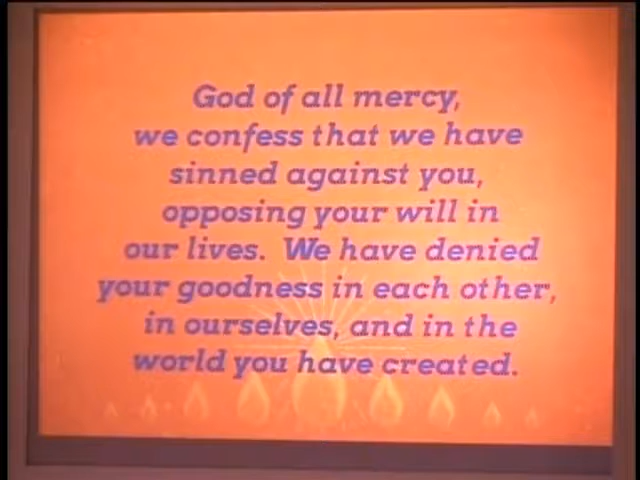 God of all mercy,
we confess that we have
sinned against you,
opposing your will in
our lives. We have denied
your goodness in each other,
in ourselves, and in the
world you have created.